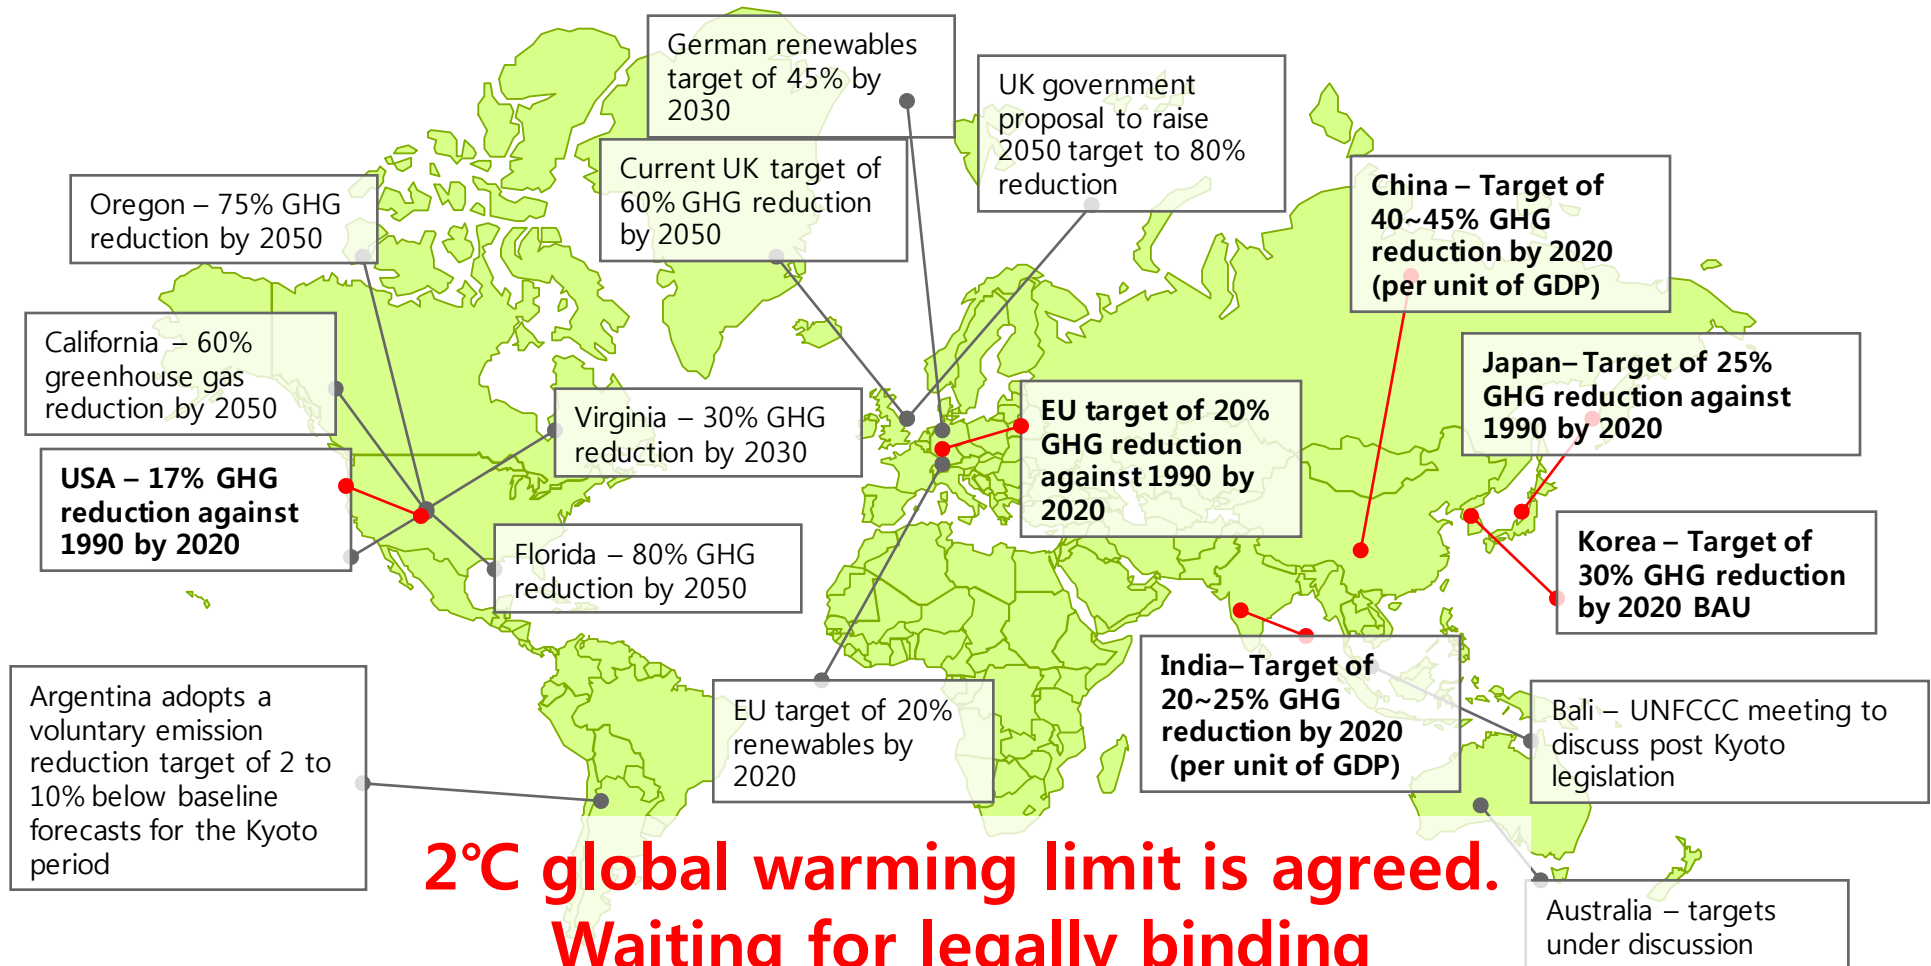 German renewables
target of 45% by
2030
UK government
proposal to raise
2050 target to 80%
reduction
Current UK target of
60% GHG reduction
by 2050
China – Target of
40~45% GHG
reduction by 2020
(per unit of GDP)
Oregon – 75% GHG
reduction by 2050
California – 60%
greenhouse gas
reduction by 2050
Japan– Target of 25%
GHG reduction against
1990 by 2020
Virginia – 30% GHG
reduction by 2030
EU target of 20%
GHG reduction
against 1990 by
2020
USA – 17% GHG
reduction against
1990 by 2020
Florida – 80% GHG
reduction by 2050
Korea – Target of
30% GHG reduction
by 2020 BAU
India– Target of
20~25% GHG
reduction by 2020
(per unit of GDP)
Argentina adopts a
voluntary emission
reduction target of 2 to
10% below baseline
forecasts for the Kyoto
period
EU target of 20%
renewables by
2020
Bali – UNFCCC meeting to
discuss post Kyoto
legislation
2℃ global warming limit is agreed.
Waiting for legally binding
Australia – targets
under discussion